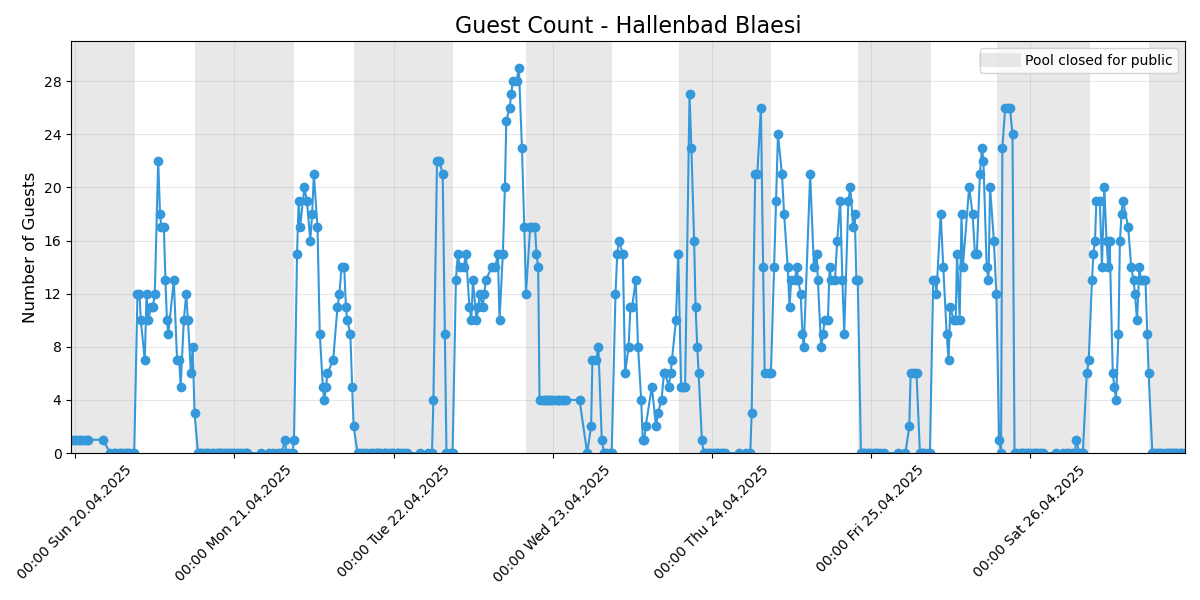 Guest Count - Hallenbad Blaesi
Pool closed for public
Number of Guests
28
24
20
16
12
8
4
0
00:00 Sun 20.04.2025
00:00 Mon 21.04.2025
00:00 Tue 22.04.2025
00:00 Wed 23.04.2025
00:00 Thu 24.04.2025
00:00 Fri 25.04.2025
00:00 Sat 26.04.2025